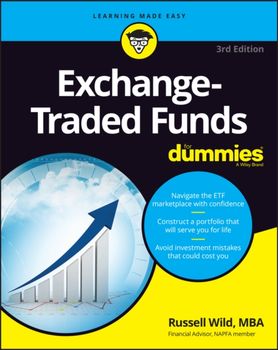 LEARNING MADE EASY
3rd Edition
Exchange-
Traded Funds
for
dummies
A Wiley Brand
Navigate the ETF
marketplace with confidence
Construct a portfolio that
will serve you for life
Avoid investment mistakes
that could cost you
Russell Wild, MBA
Financial Advisor, NAPFA member